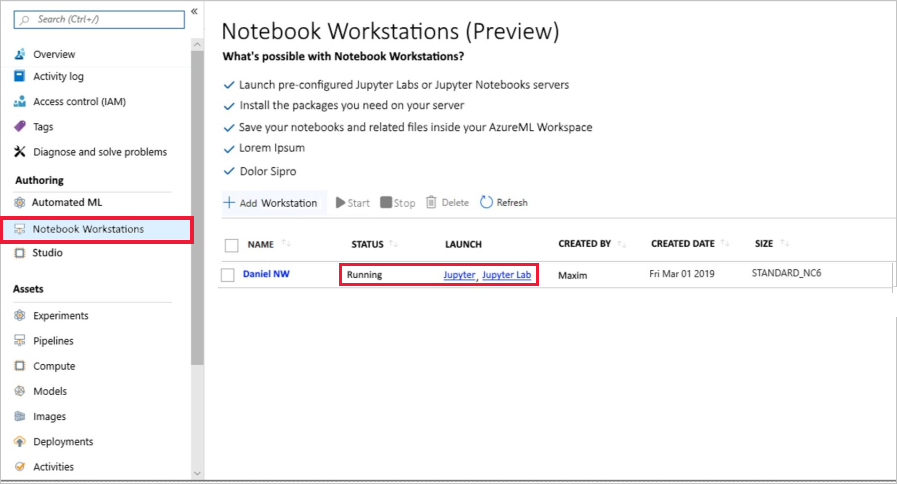 Search (Ctrl+/)
«
Overview
Activity log
Access control (IAM)
Tags
Diagnose and solve problems
Authoring
Automated ML
Notebook Workstations
Studio
Assets
Experiments
Pipelines
Compute
Models
Images
Deployments
Activities
Notebook Workstations (Preview)
What's possible with Notebook Workstations?
Launch pre-configured Jupyter Labs or Jupyter Notebooks servers
Install the packages you need on your server
Save your notebooks and related files inside your AzureML Workspace
Lorem Ipsum
Dolor Sipro
Add Workstation Start Stop Delete Refresh
NAME STATUS LAUNCH CREATED BY CREATED DATE SIZE
Daniel NW Running Jupyter, Jupyter Lab Maxim Fri Mar 01 2019 STANDARD_NC6